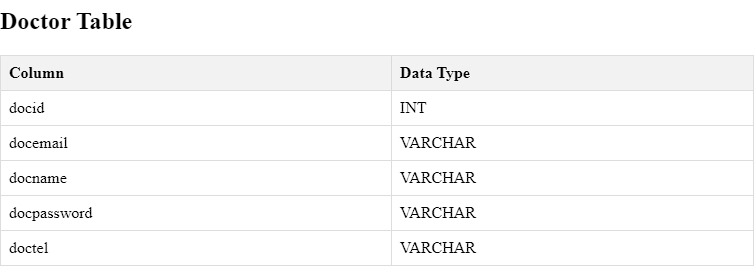 Doctor Table
Column Data Type
docid INT
docemail VARCHAR
docname VARCHAR
docpassword VARCHAR
doctel VARCHAR